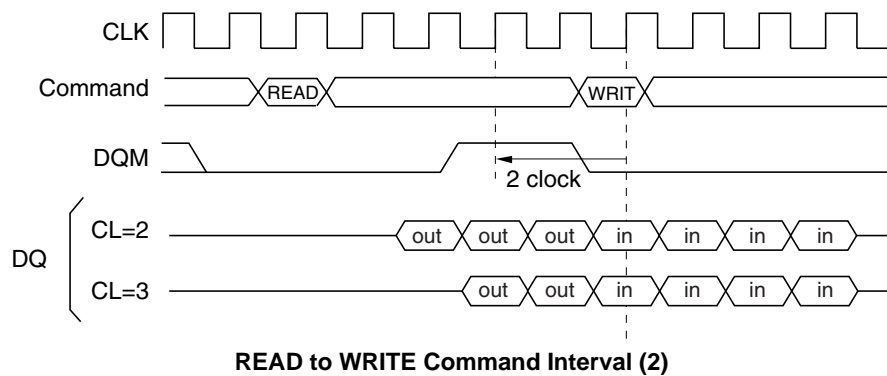 CLK
Command READ WRIT
DQM
2 clock
DQ
CL=2 out out out in in in in
CL=3 out out in in in in
READ to WRITE Command Interval (2)